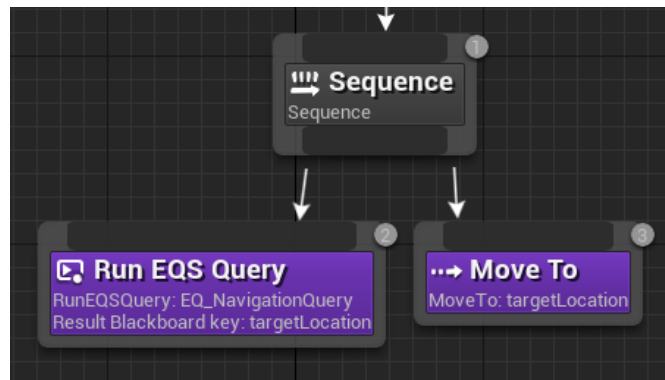 1
Sequence
Sequence
2
Run EQS Query
RunEQSQuery: EQ_NavigationQuery
Result Blackboard key: targetLocation
3
Move To
MoveTo: targetLocation